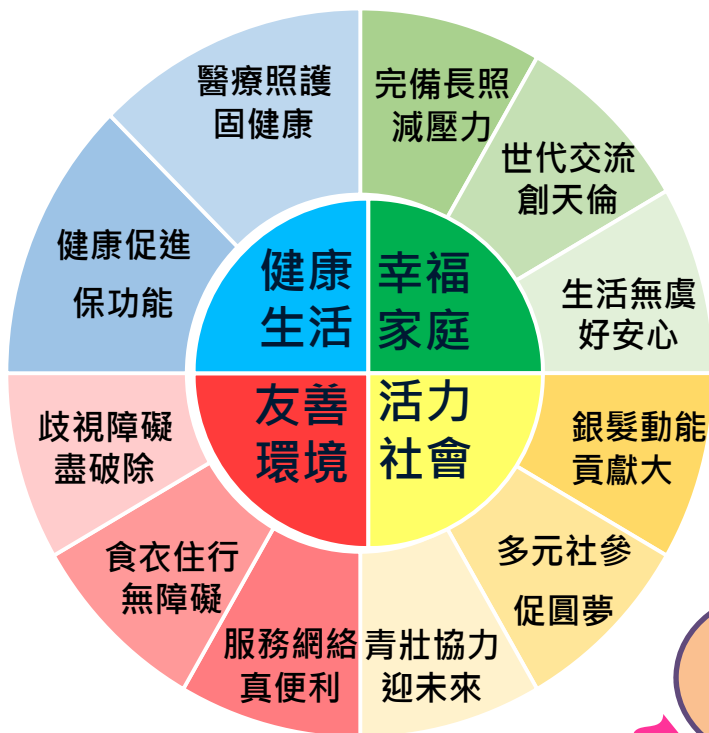 醫療照護
固健康
完備長照
減壓力
世代交流
創天倫
健康促進
保功能
生活無虞
好安心
健康
生活
幸福
家庭
友善
環境
活力
社會
歧視障礙
盡破除
銀髮動能
貢獻大
食衣住行
無障礙
多元社參
促圓夢
服務網絡
真便利
青壯協力
迎未來